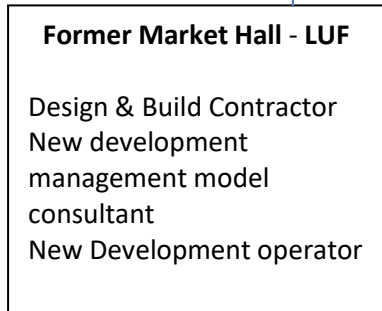 Former Market Hall - LUF
Design & Build Contractor
New development
management model
consultant
New Development operator